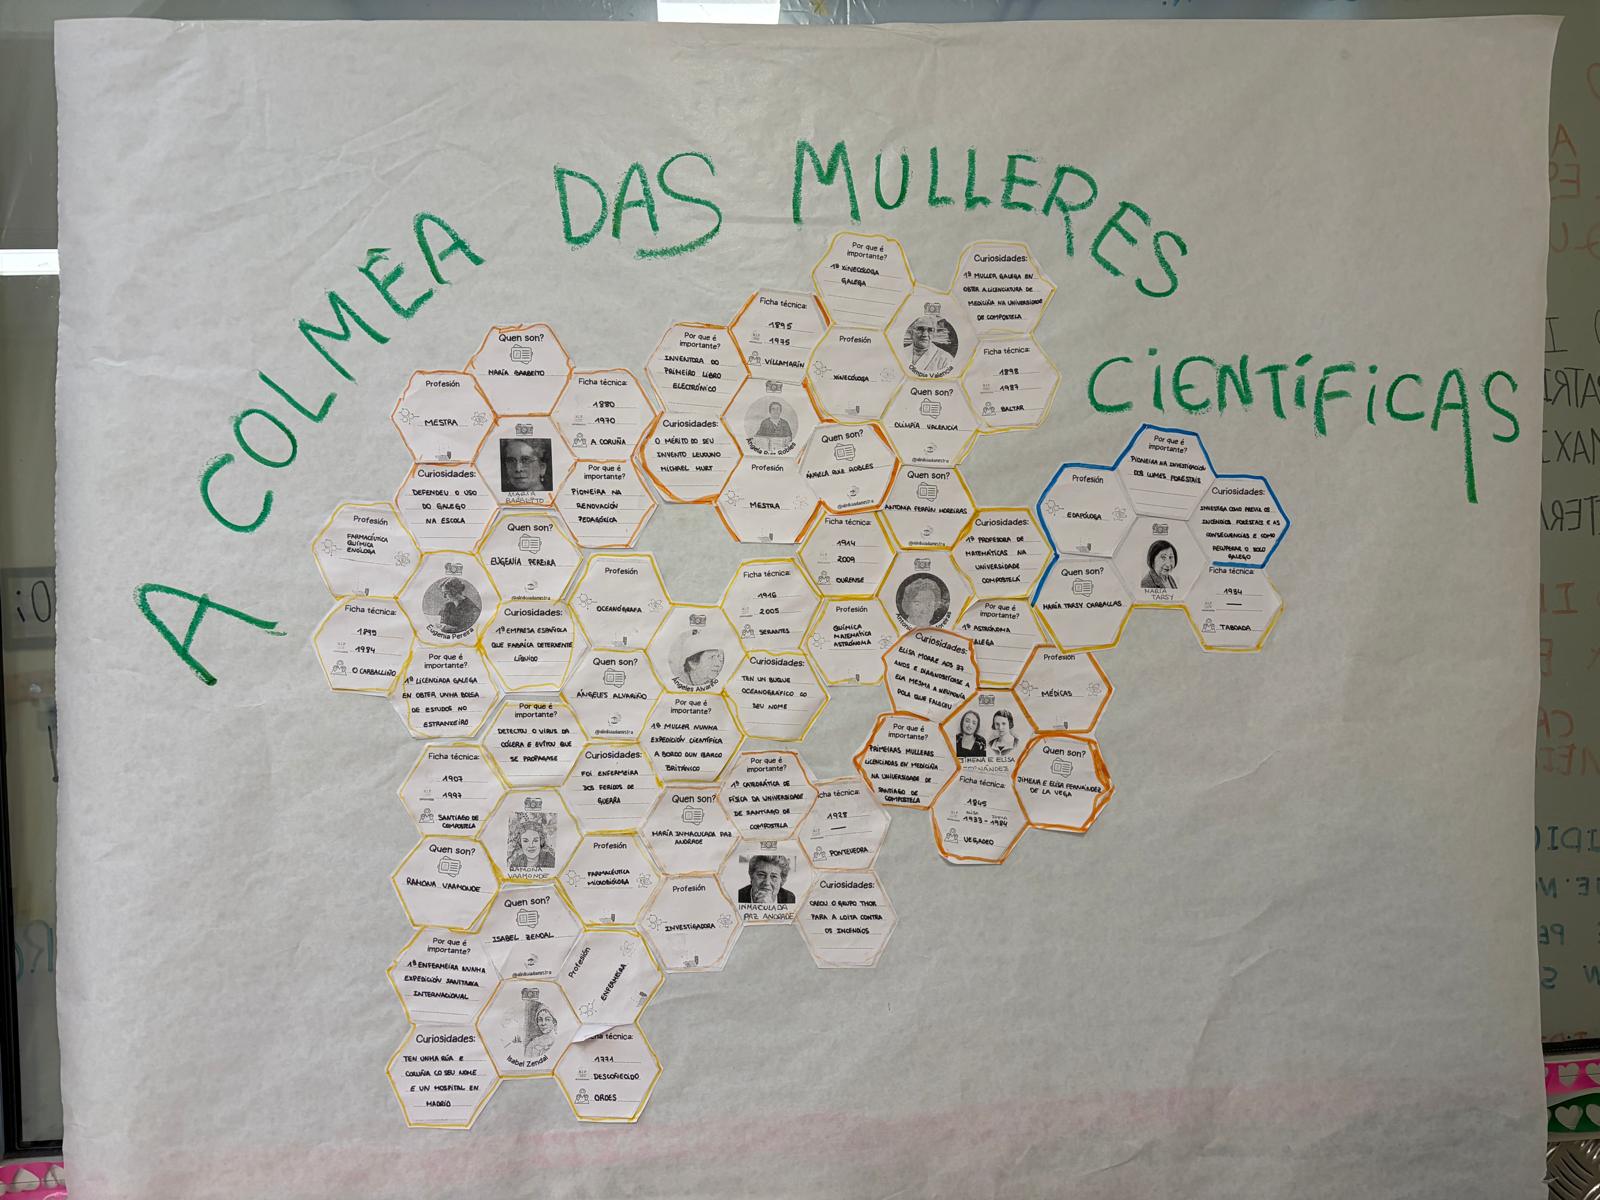 A COLMÉA DAS MULLERES
CIENTÍFICAS
Quen son?
MARÍA BARBEITO
Profesión
MESTRA
Ficha técnica:
1880
1970
A CORUÑA
MARÍA
BARBEITO
Curiosidades:
DEFENDEU O USO
DO GALEGO
NA ESCOLA
Por que é
importante?
PIONEIRA NA
RENOVACIÓN
PEDAGÓXICA
Por que é
importante?
INVENTORA DO
PRIMEIRO LIBRO
ELECTRÓNICO
Ficha técnica:
1895
1975
VILLAMARÍN
Curiosidades:
O MÉRITO DO SEU
INVENTO LEVOUNO
MICHAEL HURT
Profesión
MESTRA
Quen son?
ÁNGELA RUIZ ROBLES
Por que é
importante?
1ª XINECÓLOGA
GALEGA
Curiosidades:
1ª MULLER GALEGA EN
OBTER A LICENCIATURA DE
MEDICIÑA NA UNIVERSIDADE
DE COMPOSTELA
Profesión
XINECÓLOGA
Olimpia Valencia
Ficha técnica:
1898
1987
BALTAR
Quen son?
OLIMPIA VALENCIA
Por que é
importante?
PIONEIRA NA INVESTIGACIÓN
DOS LUMES FORESTAIS
Profesión
EDAFÓLOGA
Curiosidades:
INVESTIGA COMO PREVIR OS
INCENDIOS FORESTAIS E AS
CONSECUENCIAS E COMO
RECUPERAR O SOLO
GALEGO
MARÍA
TARSY
Quen son?
MARÍA TARSY CARBALLAS
Ficha técnica:
1934
—
TABOADA
Quen son?
ANTONIA FERRÍN MOREIRAS
Ficha técnica:
1914
2009
OURENSE
Curiosidades:
1ª PROFESORA DE
MATEMÁTICAS NA
UNIVERSIDADE
COMPOSTELA
Profesión
QUÍMICA
MATEMÁTICA
ASTRÓNOMA
Por que é
importante?
1ª ASTRÓNOMA
Profesión
FARMACÉUTICA
QUÍMICA
ENÓLOGA
Quen son?
EUGENIA PEREIRA
Eugenia Pereira
Ficha técnica:
1899
1984
O CARBALLIÑO
Curiosidades:
1ª EMPRESA ESPAÑOLA
QUE FABRICA DETERXENTE
LÍQUIDO
Por que é
importante?
1ª LICENCIADA GALEGA
EN OBTER UNHA BOLSA
DE ESTUDOS NO
ESTRANXEIRO
Profesión
OCEANÓGRAFA
Ficha técnica:
1916
2005
SERANTES
Quen son?
ÁNGELES ALVARIÑO
Curiosidades:
TEN UN BUQUE
OCEANOGRÁFICO CO
SEU NOME
Por que é
importante?
1ª MULLER NUNHA
EXPEDICIÓN CIENTÍFICA
A BORDO DUN BARCO
BRITÁNICO
Curiosidades:
ELISA MORRE AOS 37
ANOS E DIAGNOSTÍCASE A
ELA MESMA A NEUMONÍA
POLA QUE FALECEU
Profesión
MÉDICAS
Por que é
importante?
PRIMEIRAS MULLERES
LICENCIADAS EN MEDICIÑA
NA UNIVERSIDADE DE
SANTIAGO DE
COMPOSTELA
XIMENA E ELISA
FERNÁNDEZ
Quen son?
JIMENA E ELISA FERNÁNDEZ
DE LA VEGA
Ficha técnica:
1845
1933 - 1984
VEGADEO
Por que é
importante?
DETECTOU O VIRUS DA
CÓLERA E EVITOU QUE
SE PROPAGASE
Ficha técnica:
1907
1997
SANTIAGO DE
COMPOSTELA
Curiosidades:
FOI ENFERMEIRA
DOS FERIDOS DE
GUERRA
RAMONA
VAAMONDE
Quen son?
RAMONA VAAMONDE
Profesión
FARMACÉUTICA
MICROBIÓLOGA
Por que é
importante?
1ª CATEDRÁTICA DE
FÍSICA DA UNIVERSIDADE
DE SANTIAGO DE
COMPOSTELA
Quen son?
MARÍA INMACULADA PAZ
ANDRADE
técnica:
1928
—
PONTEVEDRA
INMACULADA
PAZ ANDRADE
Profesión
INVESTIGADORA
Curiosidades:
CREOU O GRUPO THOR
PARA A LOITA CONTRA
OS INCENDIOS
Quen son?
ISABEL ZENDAL
Por que é
importante?
1ª ENFERMEIRA NUNHA
EXPEDICIÓN SANITARIA
INTERNACIONAL
Profesión
ENFERMEIRA
Isabel Zendal
Curiosidades:
TEN UNHA RÚA E
CORUÑA CO SEU NOME
E UN HOSPITAL EN
MADRID
técnica:
1771
DESCOÑECIDO
ORDES